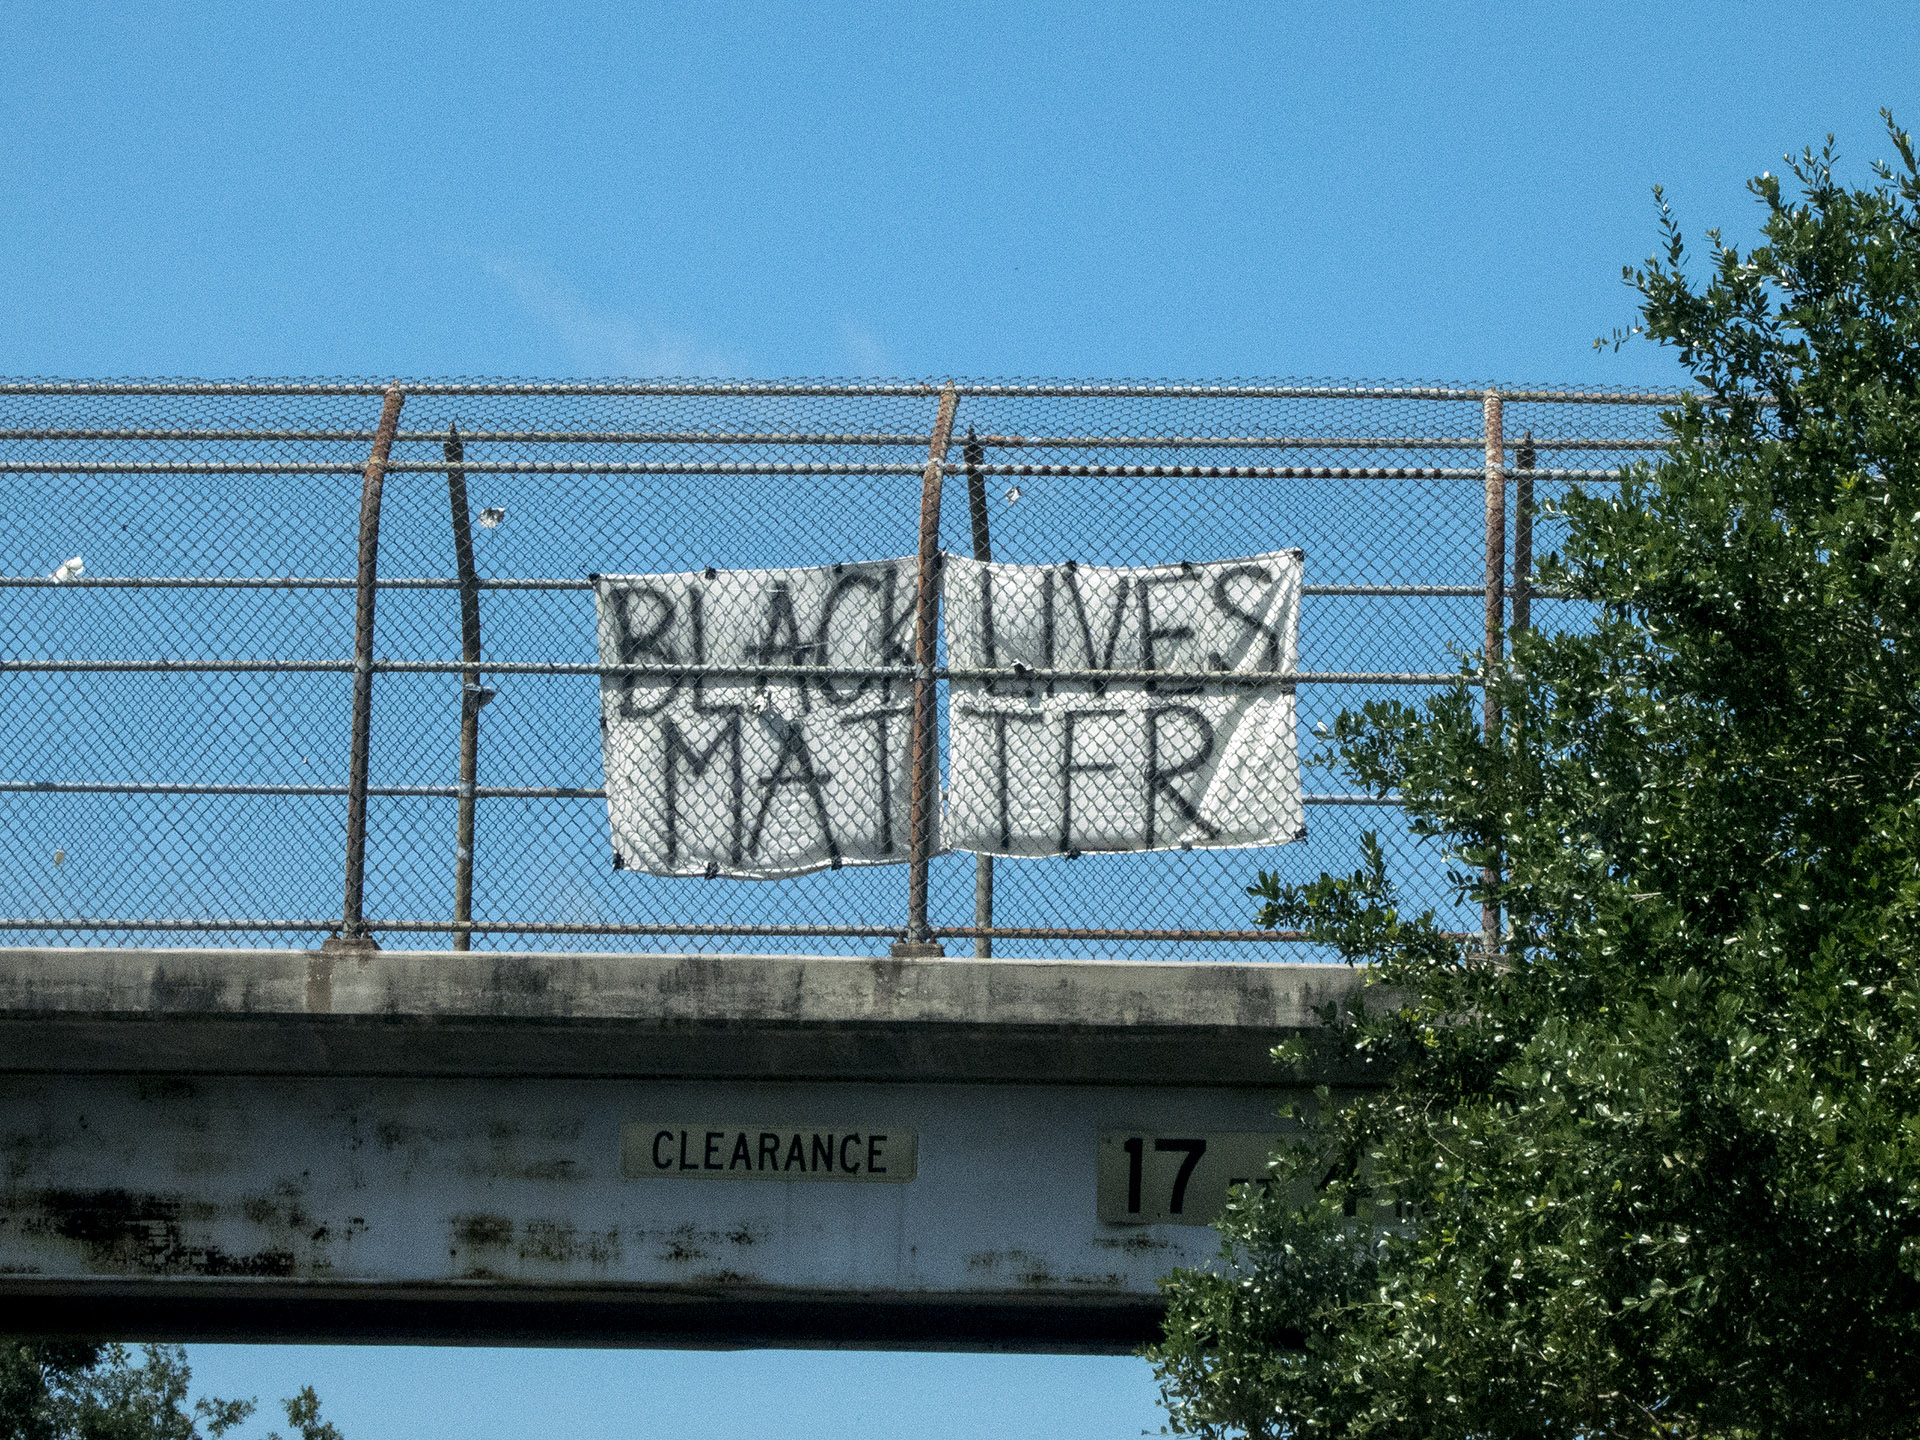 BLACK LIVES
MATTER
CLEARANCE
17